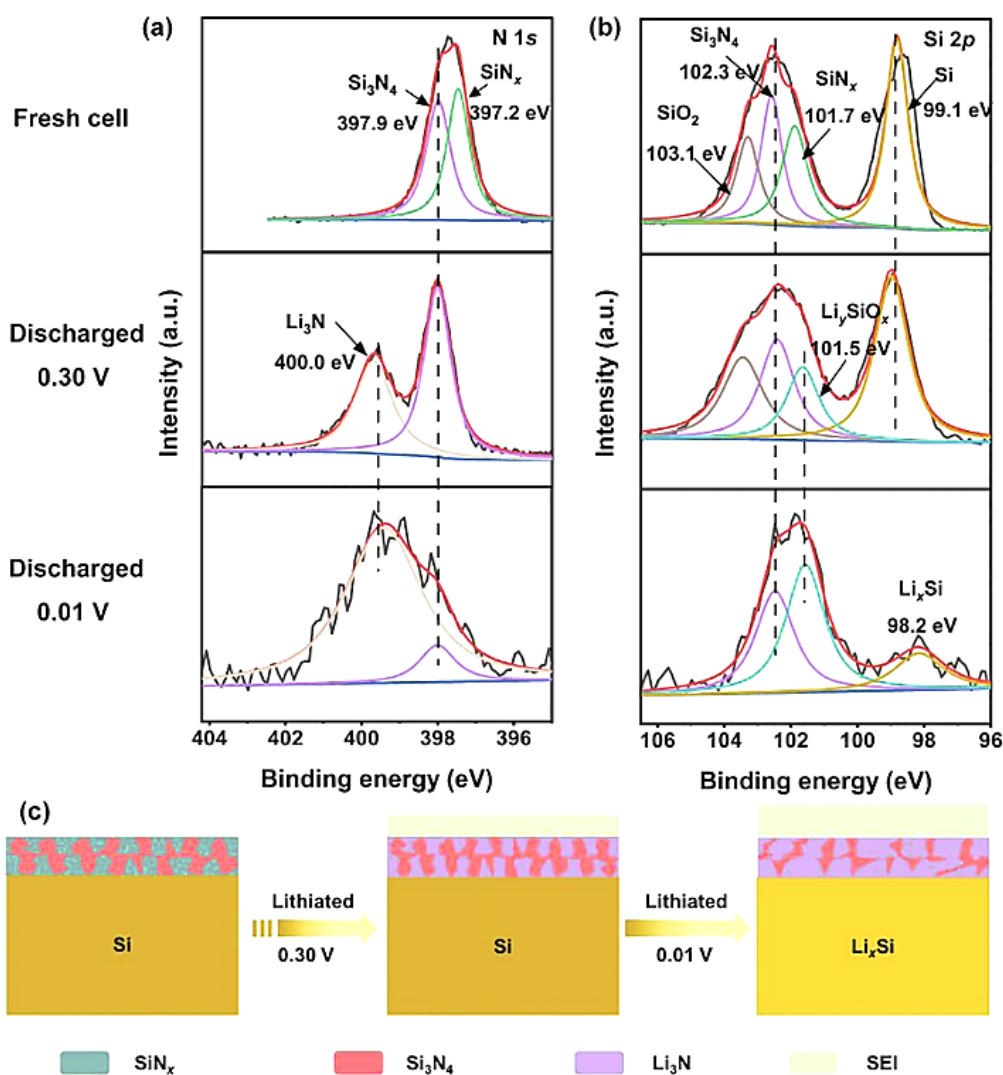 (a)
N 1s
Si₃N₄
397.9 eV
SiNₓ
397.2 eV
(b)
Si 2p
Si₃N₄
102.3 eV
SiNₓ
101.7 eV
Si
99.1 eV
SiO₂
103.1 eV
Fresh cell
Discharged
0.30 V
Li₃N
400.0 eV
LiᵧSiOₓ
101.5 eV
Discharged
0.01 V
LiₓSi
98.2 eV
Intensity (a.u.)
Intensity (a.u.)
404 402 400 398 396
106 104 102 100 98 96
Binding energy (eV)
Binding energy (eV)
(c)
Si
Lithiated
0.30 V
Si
Lithiated
0.01 V
LiₓSi
SiNₓ
Si₃N₄
Li₃N
SEI